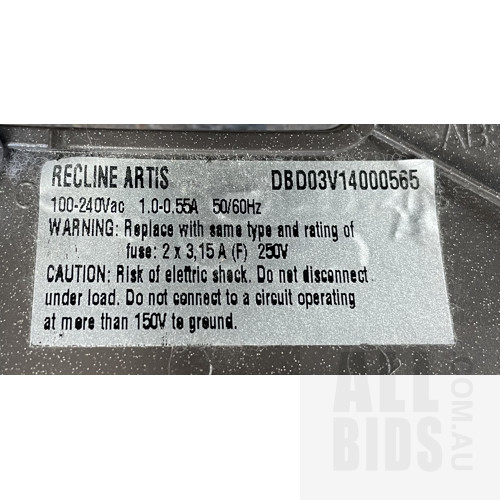 AB
RECLINE ARTIS DBD03V14000565
100-240Vac 1.0-0.55A 50/60Hz
WARNING: Replace with same type and rating of
fuse: 2 x 3,15 A (F) 250V
CAUTION: Risk of elettric shock. Do not disconnect
under load. Do not connect to a circuit operating
at more than 150V to ground.
ALL
BIDS
.COM.AU